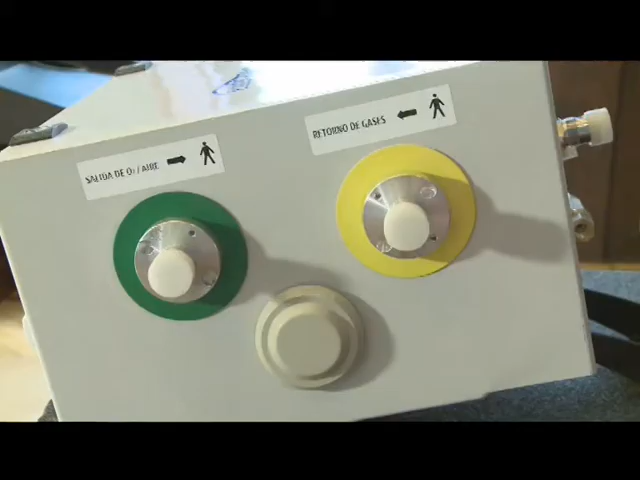 SALIDA DE O₂ / AIRE
RETORNO DE GASES